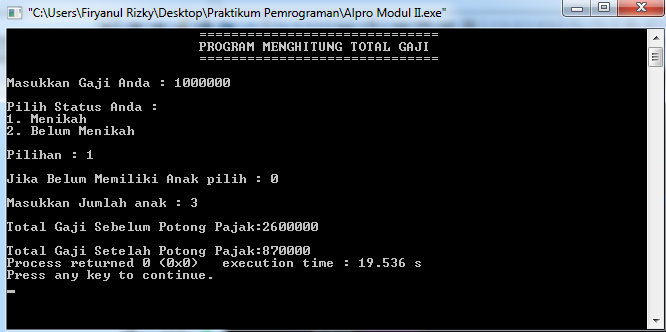 "C:\Users\Firyanul Rizky\Desktop\Praktikum Pemrograman\Alpro Modul II.exe"
==============================
PROGRAM MENGHITUNG TOTAL GAJI
==============================
Masukkan Gaji Anda : 1000000
Pilih Status Anda :
1. Menikah
2. Belum Menikah
Pilihan : 1
Jika Belum Memiliki Anak pilih : 0
Masukkan Jumlah anak : 3
Total Gaji Sebelum Potong Pajak:2600000
Total Gaji Setelah Potong Pajak:870000
Process returned 0 (0x0)   execution time : 19.536 s
Press any key to continue.